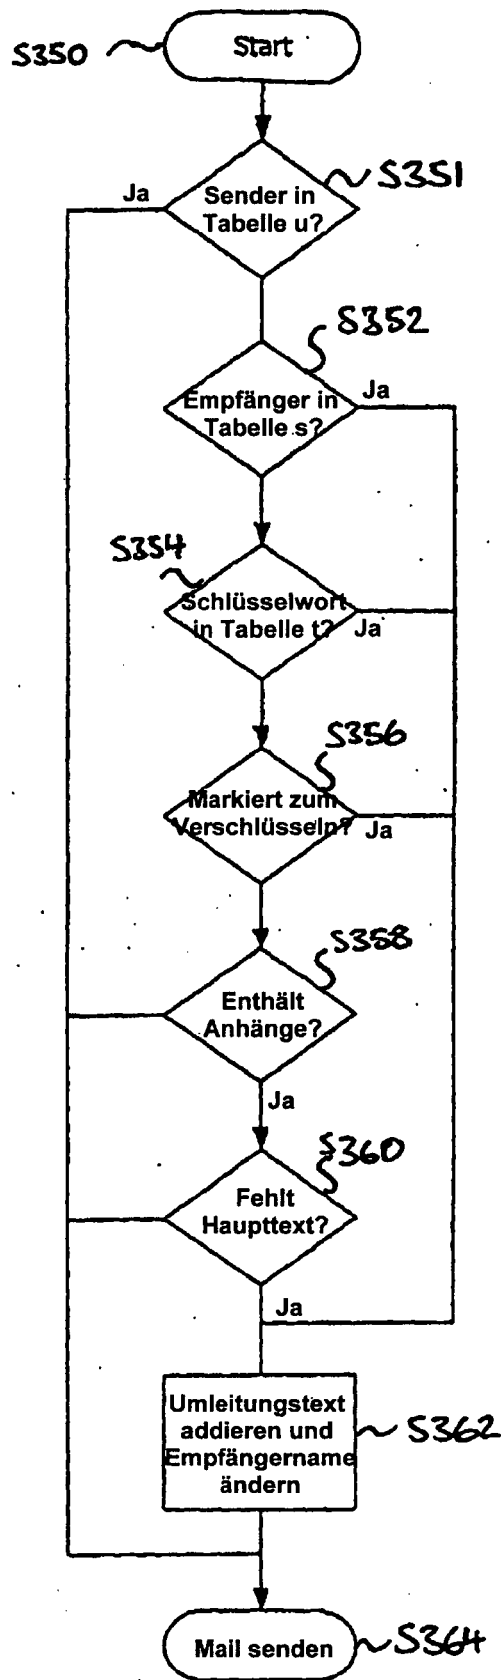 S350
Start
S351
Ja
Sender in
Tabelle u?
S352
Ja
Empfänger in
Tabelle s?
S354
Schlüsselwort
in Tabelle t?
Ja
S356
Markiert zum
Verschlüsseln?
Ja
S358
Enthält
Anhänge?
Ja
S360
Fehlt
Haupttext?
Ja
Umleitungstext
addieren und
Empfängername
ändern
S362
Mail senden
S364